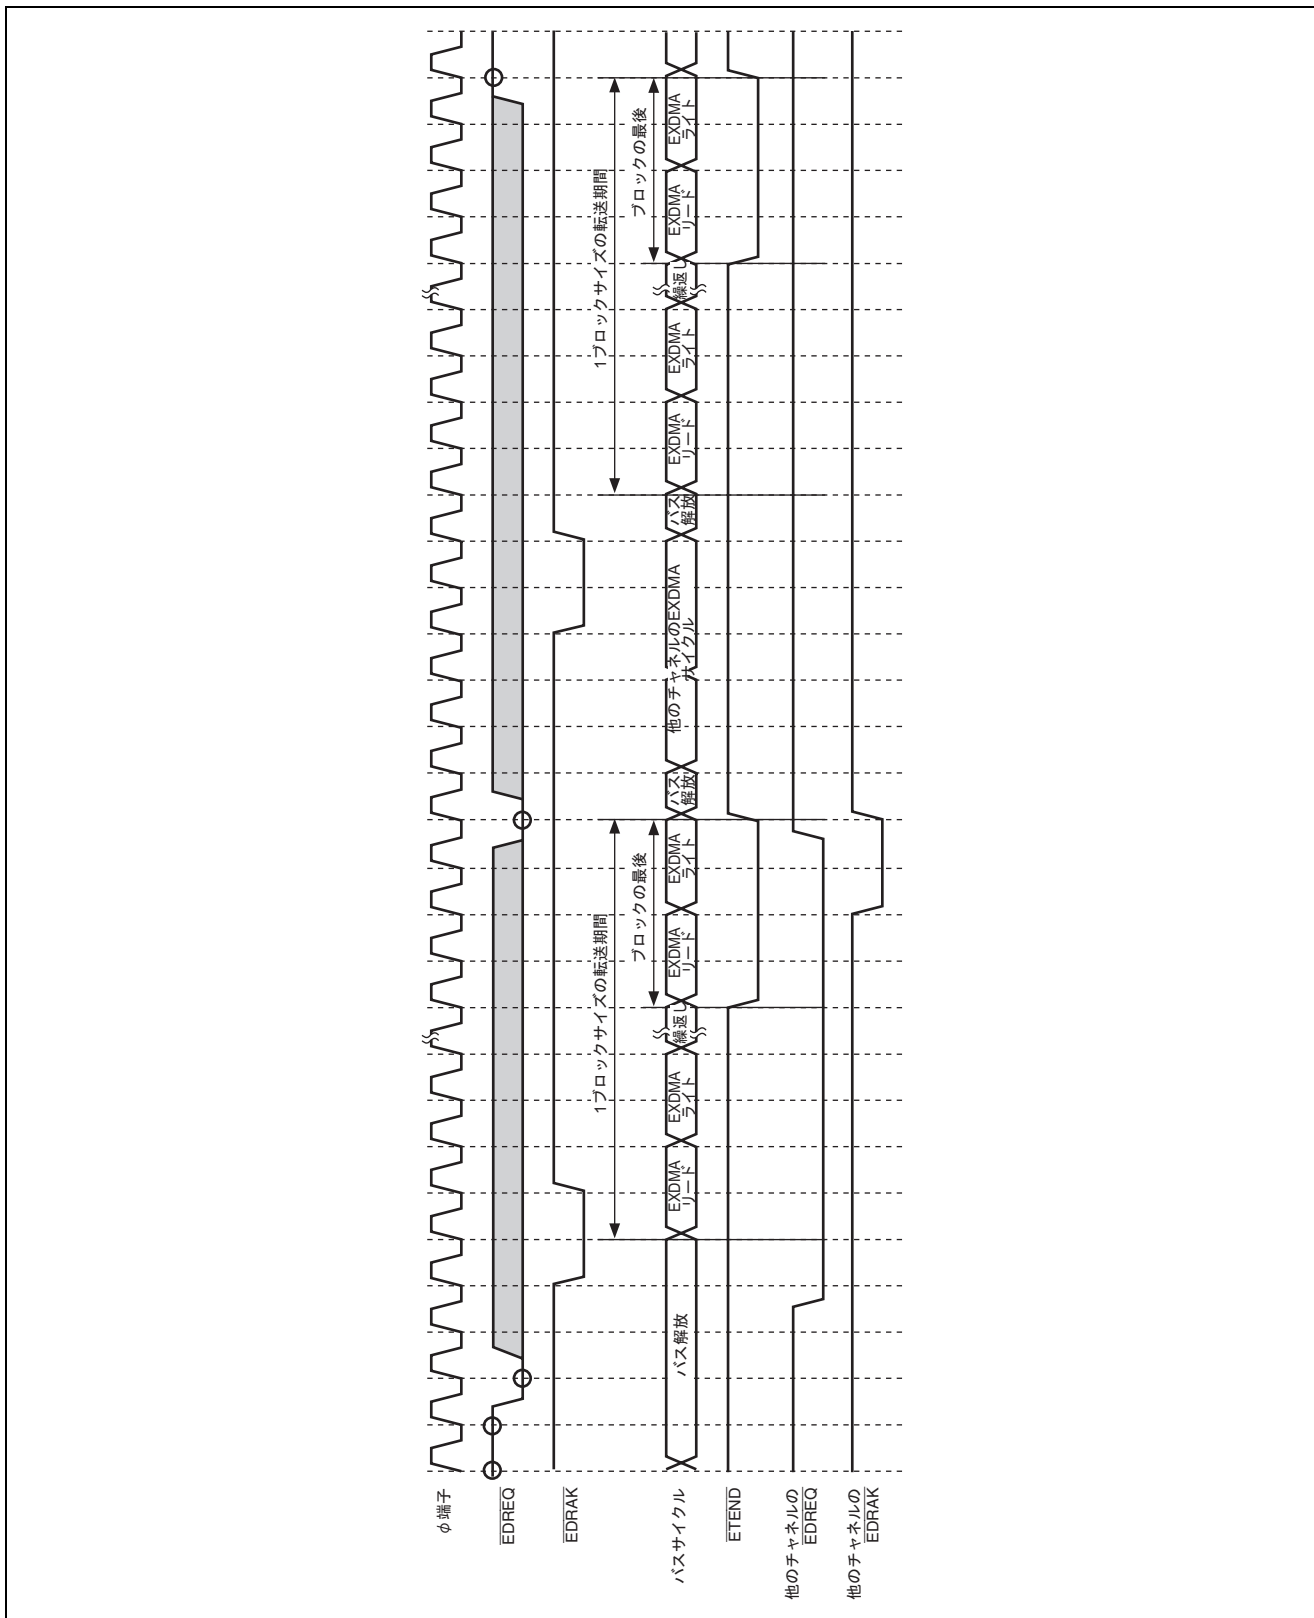 φ端子
EDREQ
EDRAK
1ブロックサイズの転送期間
1ブロックサイズの転送期間
ブロックの最後
ブロックの最後
バスサイクル
バス解放
EXDMA
リード
EXDMA
ライト
繰返し
EXDMA
リード
EXDMA
ライト
バス
解放
他のチャネルのEXDMA
サイクル
バス
解放
EXDMA
リード
EXDMA
ライト
繰返し
EXDMA
リード
EXDMA
ライト
ETEND
他のチャネルの
EDREQ
他のチャネルの
EDRAK